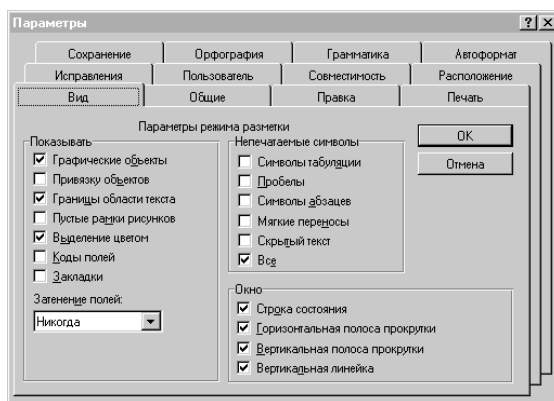 Параметры
Сохранение Орфография Грамматика Автоформат
Исправления Пользователь Совместимость Расположение
Вид Общие Правка Печать
Параметры режима разметки
Показывать
Графические объекты
Привязку объектов
Границы области текста
Пустые рамки рисунков
Выделение цветом
Коды полей
Закладки
Затенение полей:
Никогда
Непечатаемые символы
Символы табуляции
Пробелы
Символы абзацев
Мягкие переносы
Скрытый текст
Все
Окно
Строка состояния
Горизонтальная полоса прокрутки
Вертикальная полоса прокрутки
Вертикальная линейка
OK
Отмена